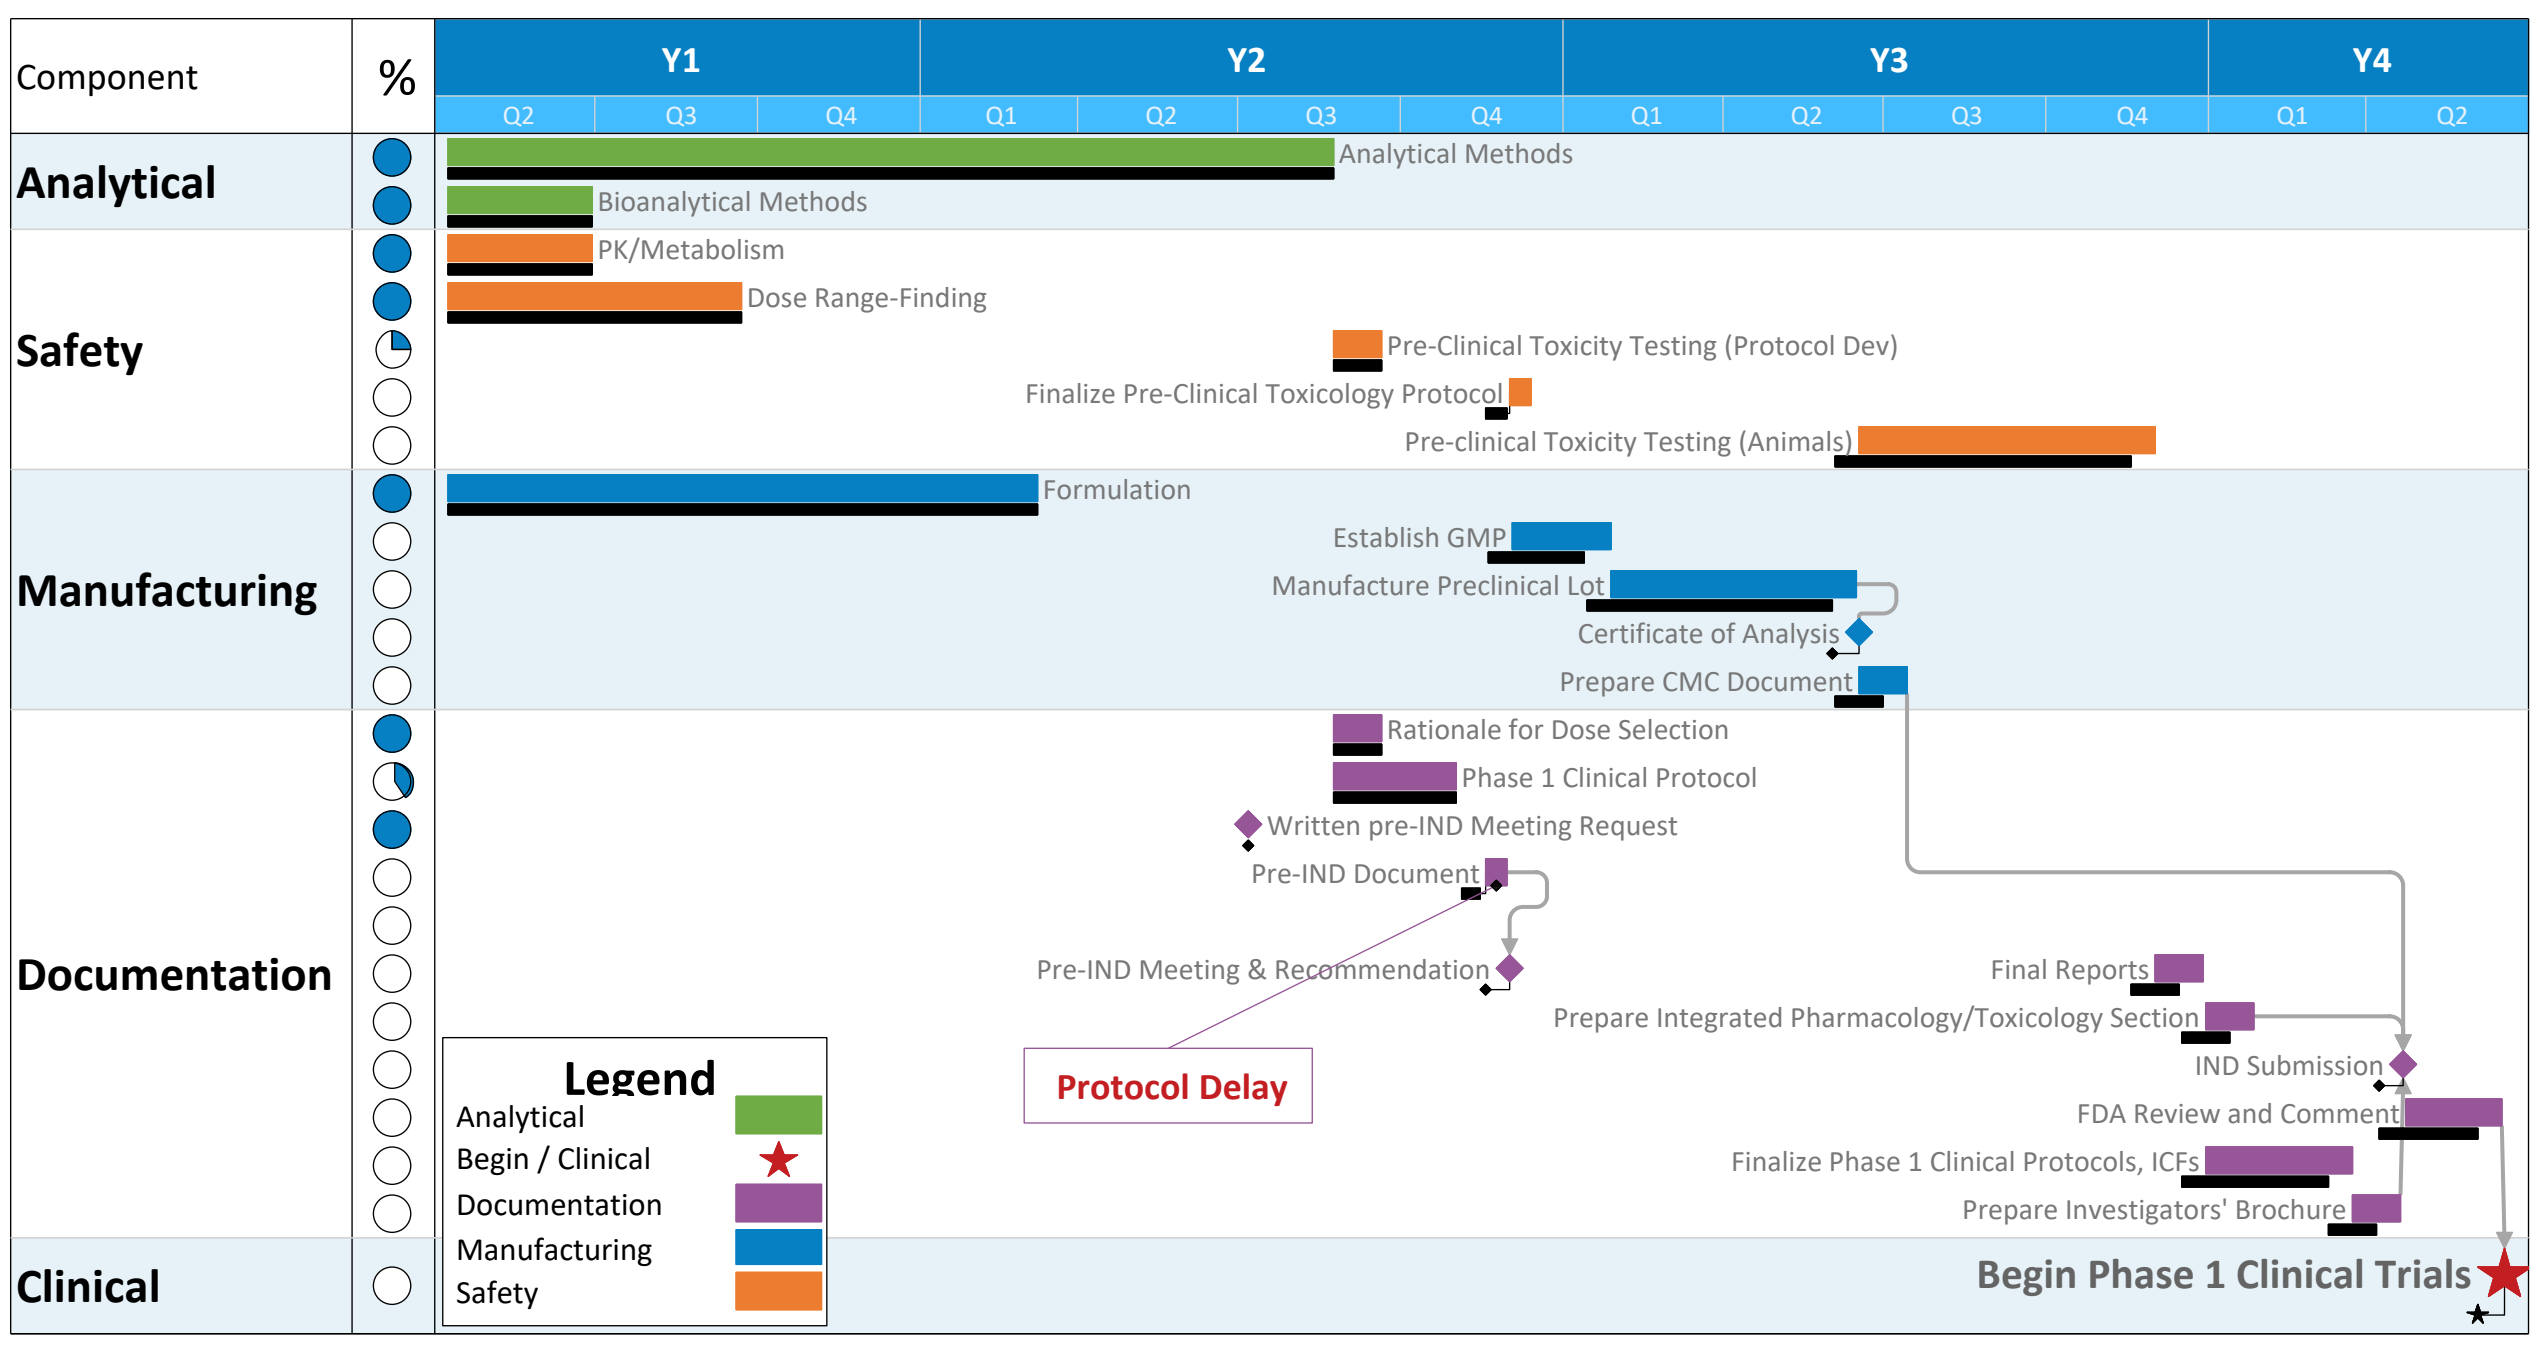 Component
%
Y1
Y2
Y3
Y4
Q2
Q3
Q4
Q1
Q2
Q3
Q4
Q1
Q2
Q3
Q4
Q1
Q2
Analytical
Analytical Methods
Bioanalytical Methods
Safety
PK/Metabolism
Dose Range-Finding
Pre-Clinical Toxicity Testing (Protocol Dev)
Finalize Pre-Clinical Toxicology Protocol
Pre-clinical Toxicity Testing (Animals)
Manufacturing
Formulation
Establish GMP
Manufacture Preclinical Lot
Certificate of Analysis
Prepare CMC Document
Documentation
Rationale for Dose Selection
Phase 1 Clinical Protocol
Written pre-IND Meeting Request
Pre-IND Document
Pre-IND Meeting & Recommendation
Final Reports
Prepare Integrated Pharmacology/Toxicology Section
IND Submission
FDA Review and Comment
Finalize Phase 1 Clinical Protocols, ICFs
Prepare Investigators' Brochure
Protocol Delay
Clinical
Begin Phase 1 Clinical Trials
Legend
Analytical
Begin / Clinical
Documentation
Manufacturing
Safety